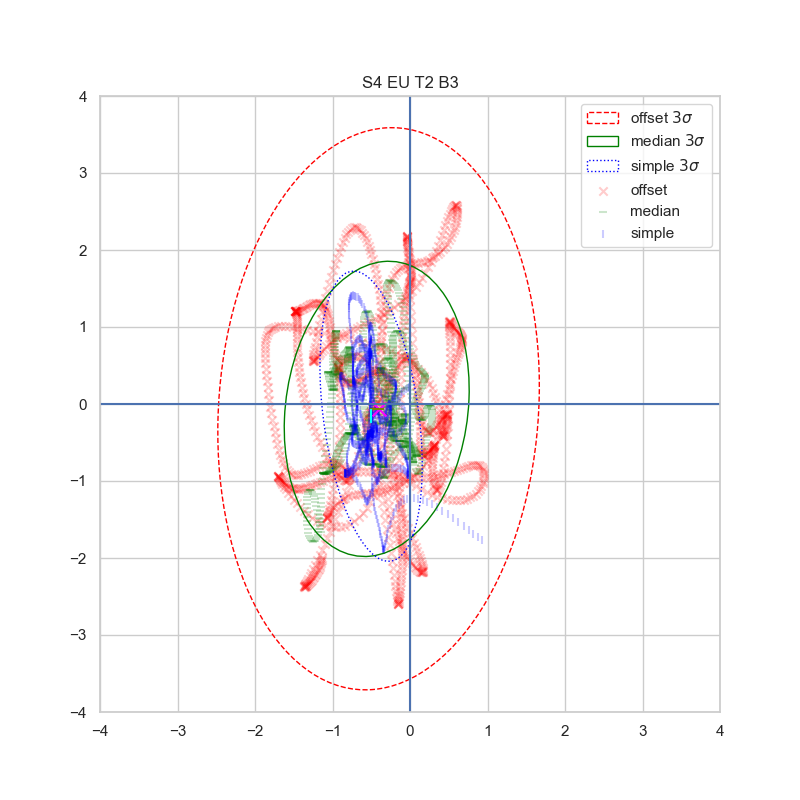 S4 EU T2 B3
offset 3σ
median 3σ
simple 3σ
offset
median
simple
4
3
2
1
0
−1
−2
−3
−4
−4 −3 −2 −1 0 1 2 3 4